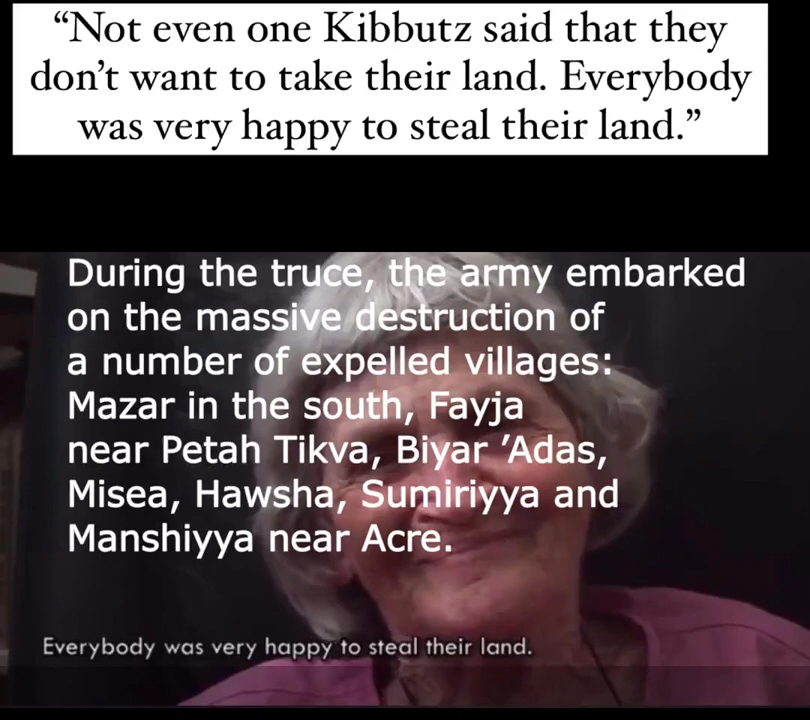 “Not even one Kibbutz said that they
don’t want to take their land. Everybody
was very happy to steal their land.”
During the truce, the army embarked
on the massive destruction of
a number of expelled villages:
Mazar in the south, Fayja
near Petah Tikva, Biyar ’Adas,
Misea, Hawsha, Sumiriyya and
Manshiyya near Acre.
Everybody was very happy to steal their land.